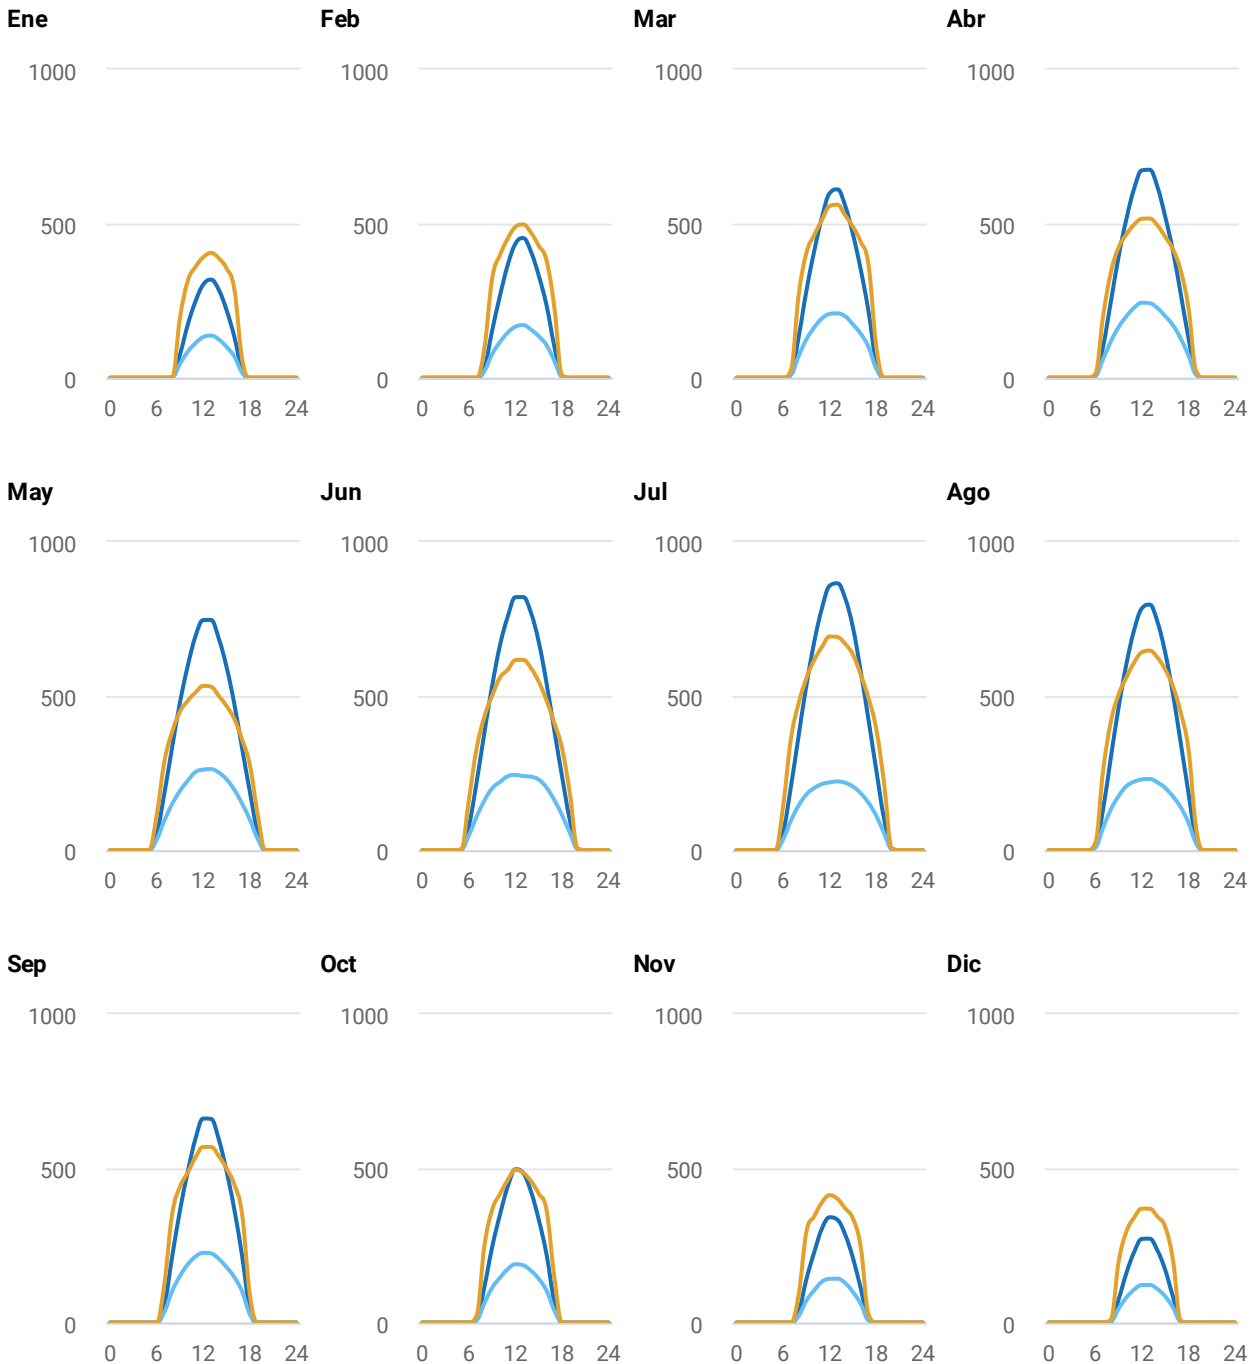 Ene Feb Mar Abr
1000 1000 1000 1000
500 500 500 500
0 0 0 0
0 6 12 18 24 0 6 12 18 24 0 6 12 18 24 0 6 12 18 24
May Jun Jul Ago
1000 1000 1000 1000
500 500 500 500
0 0 0 0
0 6 12 18 24 0 6 12 18 24 0 6 12 18 24 0 6 12 18 24
Sep Oct Nov Dic
1000 1000 1000 1000
500 500 500 500
0 0 0 0
0 6 12 18 24 0 6 12 18 24 0 6 12 18 24 0 6 12 18 24